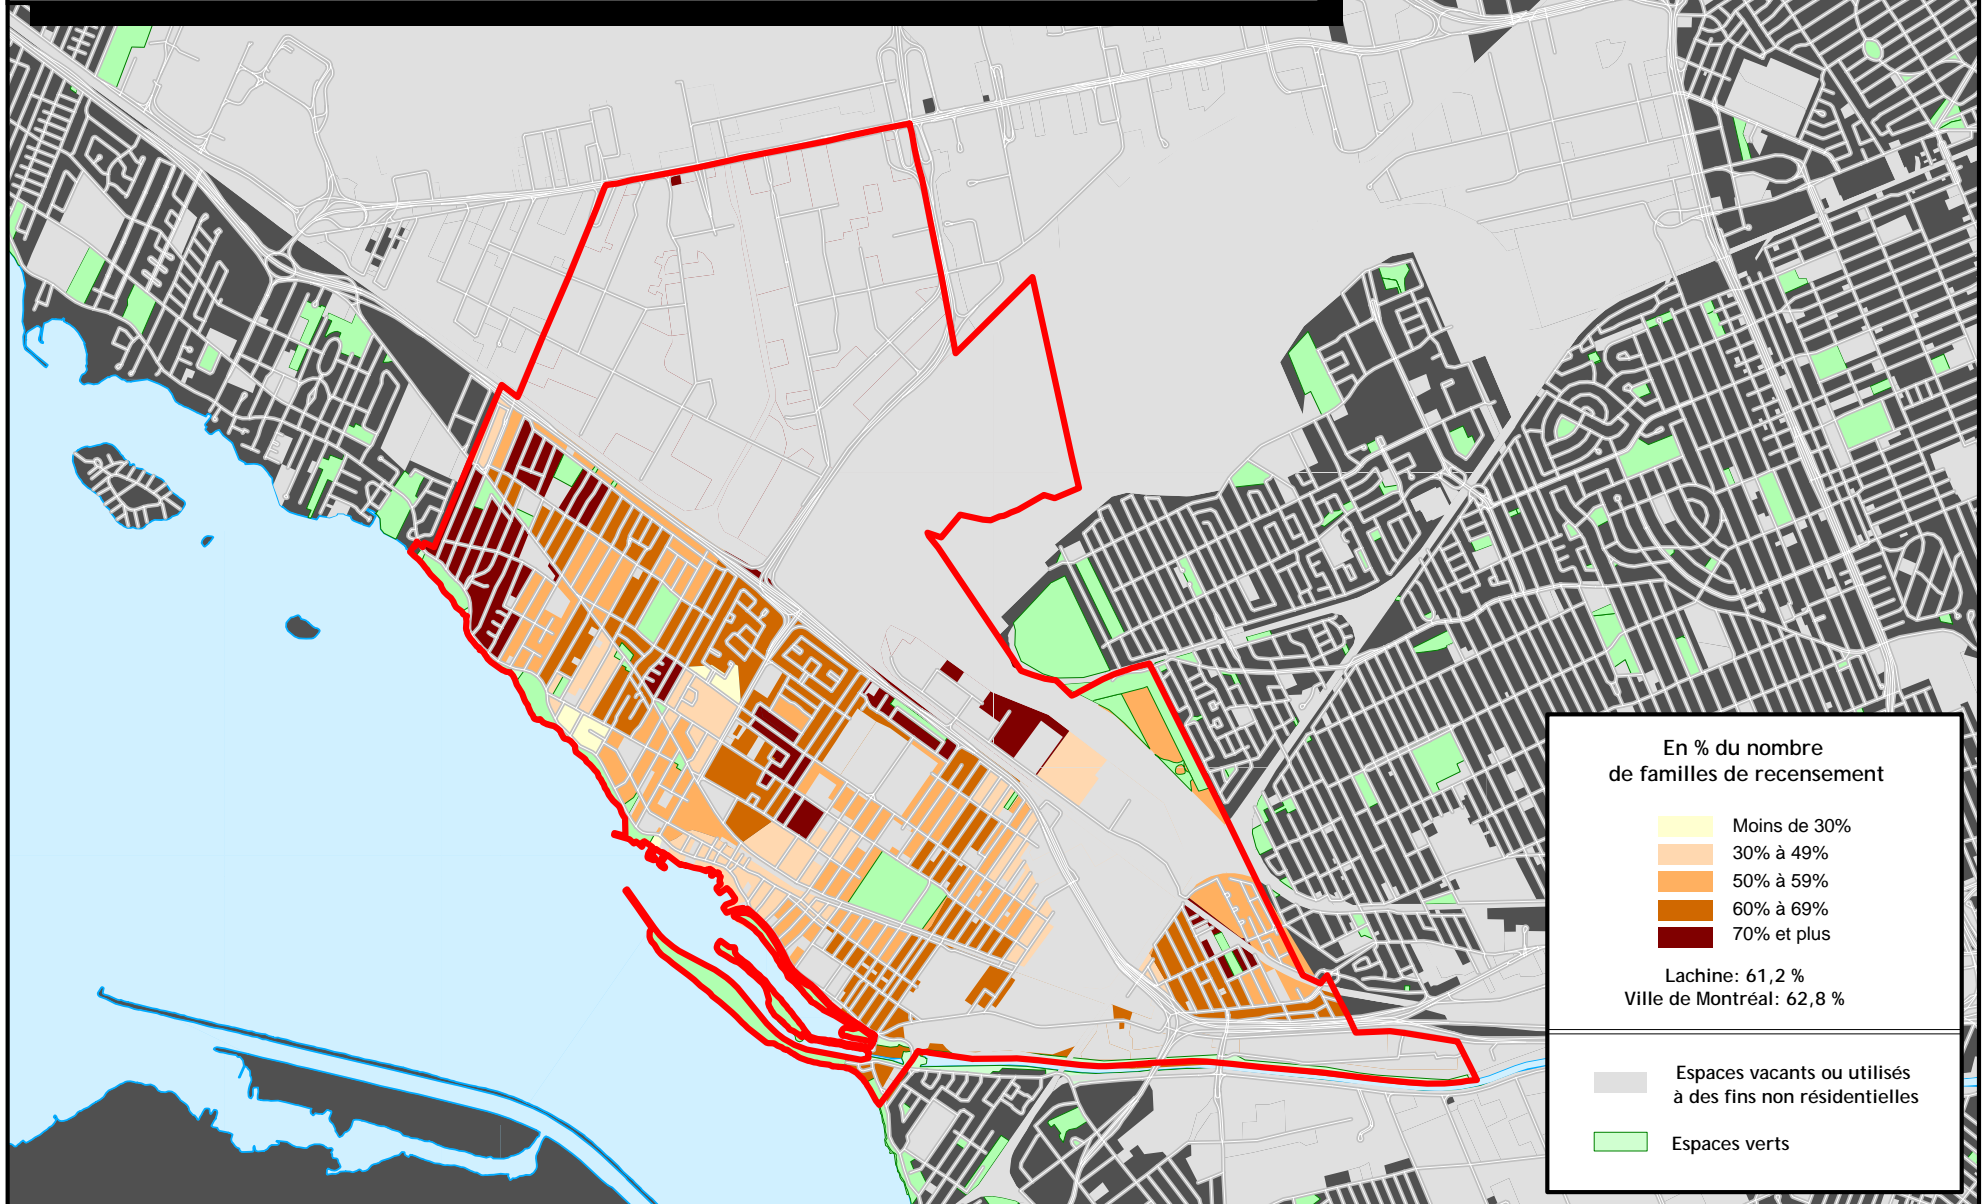 En % du nombre
de familles de recensement
Moins de 30%
30% à 49%
50% à 59%
60% à 69%
70% et plus
Lachine: 61,2 %
Ville de Montréal: 62,8 %
Espaces vacants ou utilisés
à des fins non résidentielles
Espaces verts